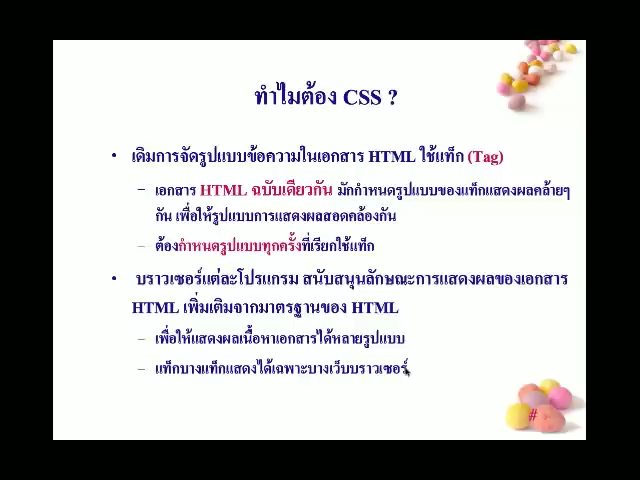 ทำไมต้อง CSS ?
• เดิมการจัดรูปแบบข้อความในเอกสาร HTML ใช้แท็ก (Tag)
– เอกสาร HTML ฉบับเดียวกัน มักกำหนดรูปแบบของแท็กแสดงผลคล้ายๆ
กัน เพื่อให้รูปแบบการแสดงผลสอดคล้องกัน
– ต้องกำหนดรูปแบบทุกครั้งที่เรียกใช้แท็ก
• บราวเซอร์แต่ละโปรแกรม สนับสนุนลักษณะการแสดงผลของเอกสาร
HTML เพิ่มเติมจากมาตรฐานของ HTML
– เพื่อให้แสดงผลเนื้อหาเอกสารได้หลายรูปแบบ
– แท็กบางแท็กแสดงได้เฉพาะบางเว็บบราวเซอร์
#